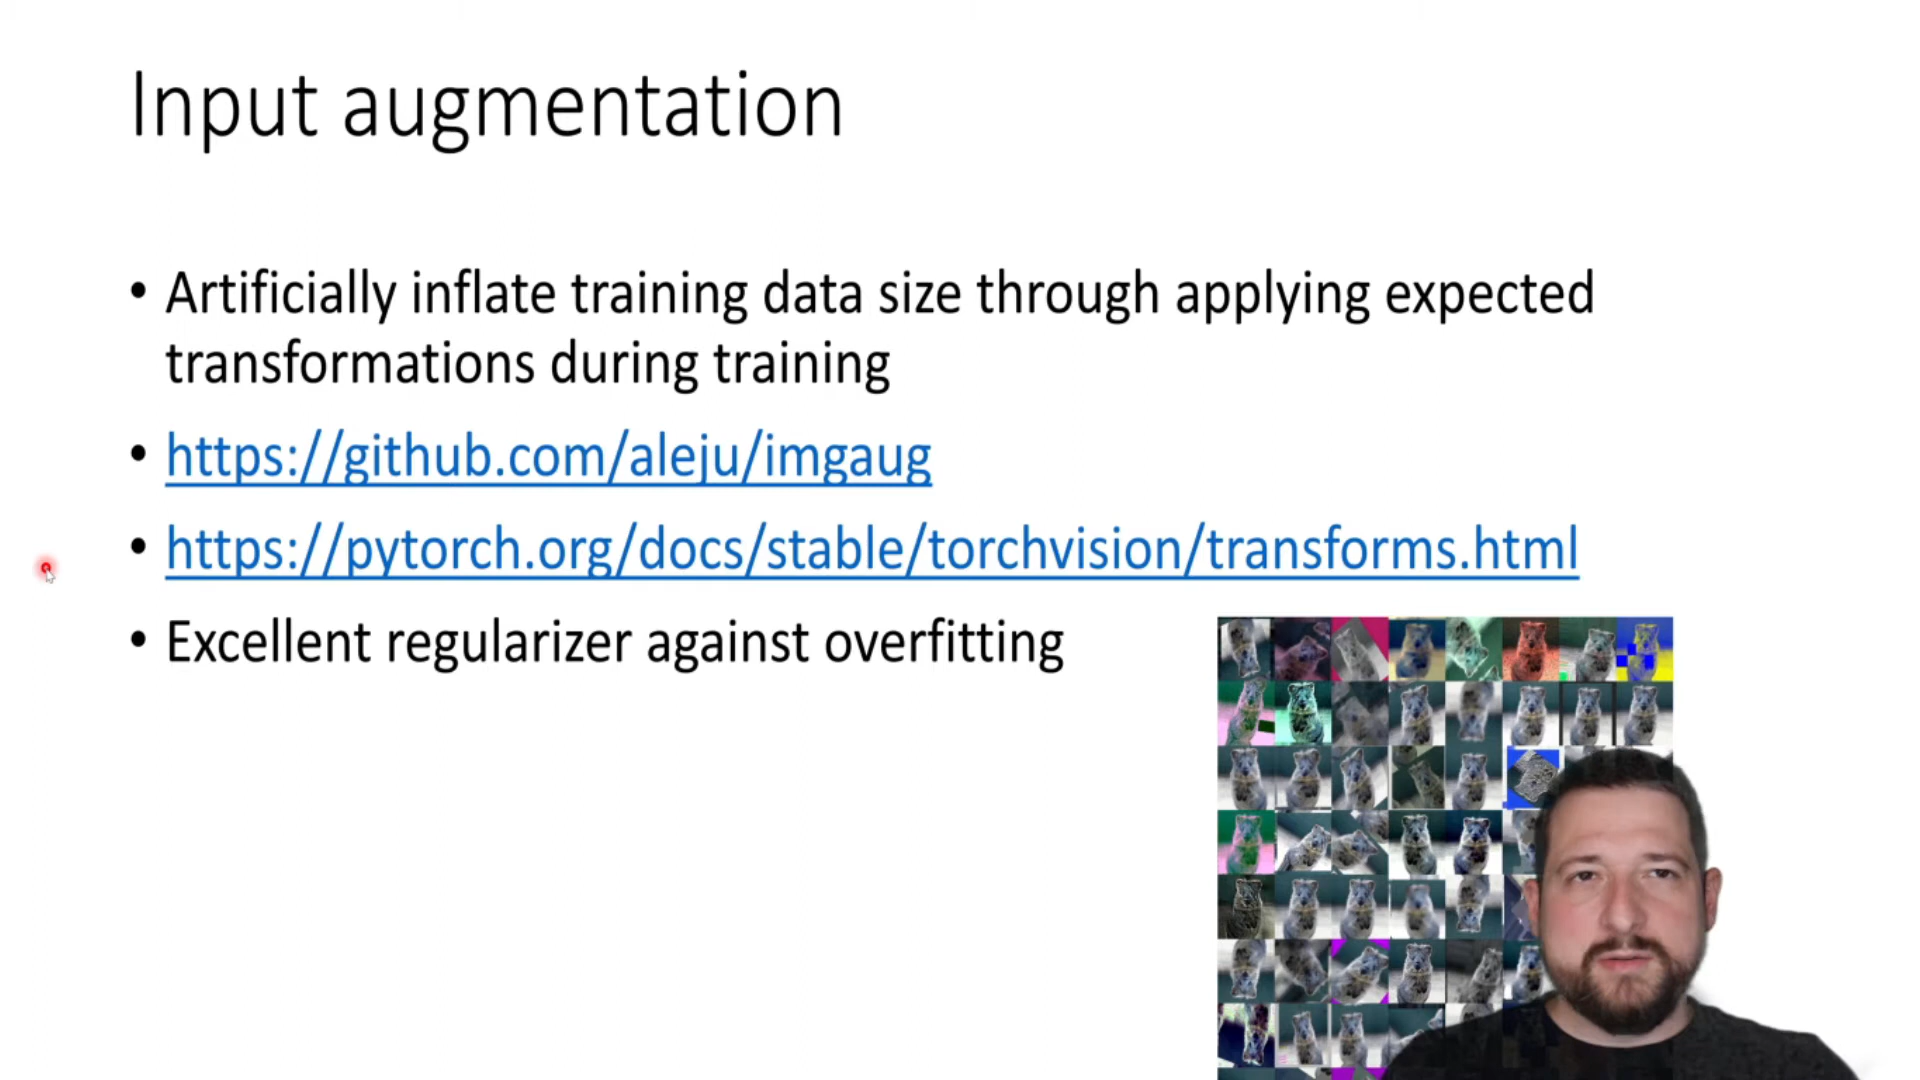 Input augmentation
• Artificially inflate training data size through applying expected
transformations during training
• https://github.com/aleju/imgaug
• https://pytorch.org/docs/stable/torchvision/transforms.html
• Excellent regularizer against overfitting